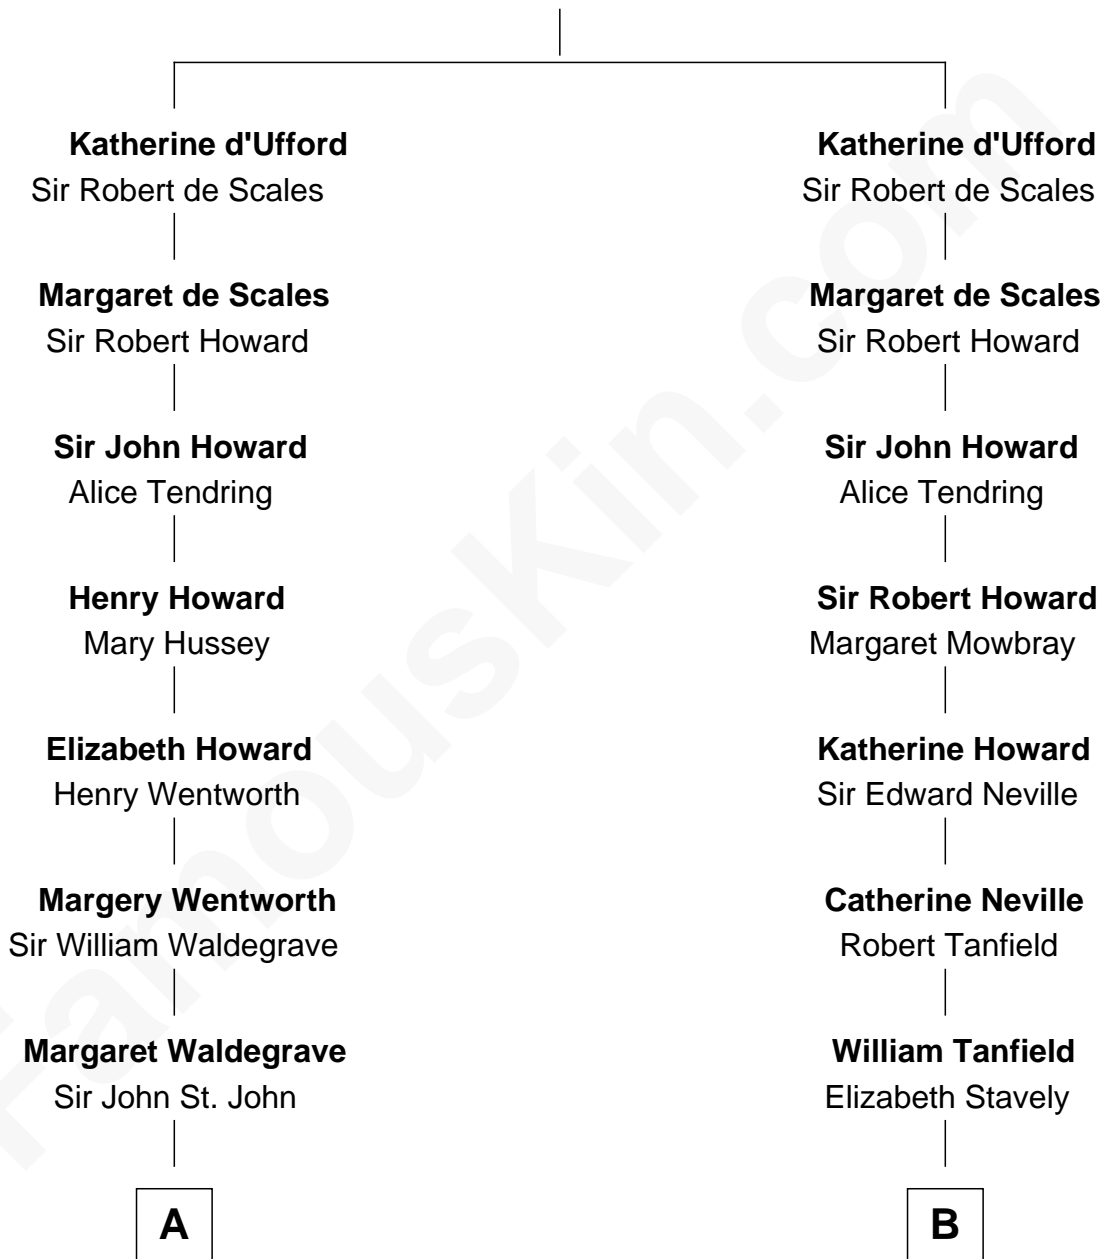 Katherine d'Ufford
Sir Robert de Scales
Margaret de Scales
Sir Robert Howard
Sir John Howard
Alice Tendring
Henry Howard
Mary Hussey
Elizabeth Howard
Henry Wentworth
Margery Wentworth
Sir William Waldegrave
Margaret Waldegrave
Sir John St. John
A
Katherine d'Ufford
Sir Robert de Scales
Margaret de Scales
Sir Robert Howard
Sir John Howard
Alice Tendring
Sir Robert Howard
Margaret Mowbray
Katherine Howard
Sir Edward Neville
Catherine Neville
Robert Tanfield
William Tanfield
Elizabeth Stavely
B
FamousKin.com